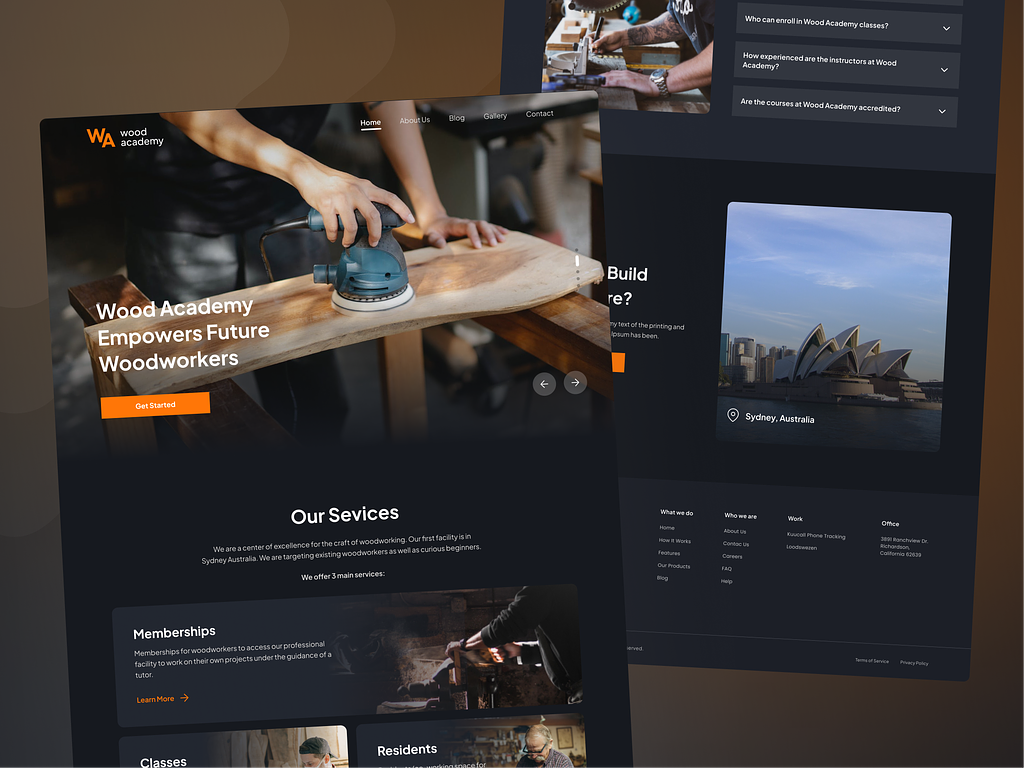 WA wood
academy
Home About Us Blog Gallery Contact
Wood Academy
Empowers Future
Woodworkers
Get Started
Our Sevices
We are a center of excellence for the craft of woodworking. Our first facility is in
Sydney Australia. We are targeting existing woodworkers as well as curious beginners.
We offer 3 main services:
Memberships
Memberships for woodworkers to access our professional
facility to work on their own projects under the guidance of a
tutor.
Learn More
Classes
Residents
working space for
Who can enroll in Wood Academy classes?
How experienced are the instructors at Wood
Academy?
Are the courses at Wood Academy accredited?
Build
re?
my text of the printing and
Ipsum has been.
Sydney, Australia
What we do
Home
How It Works
Features
Our Products
Blog
Who we are
About Us
Contac Us
Careers
FAQ
Help
Work
Kuucall Phone Tracking
Loodswezen
Office
3891 Ranchview Dr.
Richardson,
California 62639
served.
Terms of Service Privacy Policy